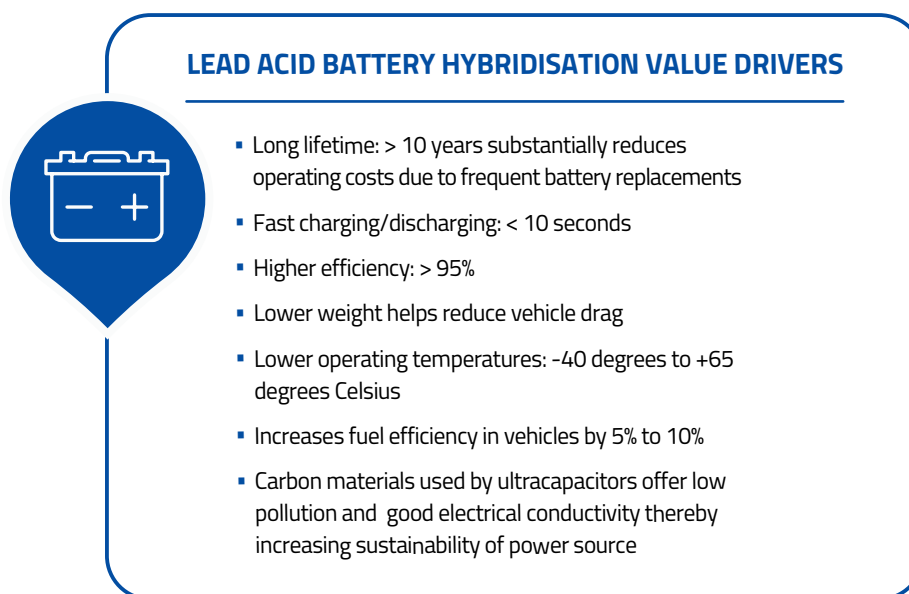 LEAD ACID BATTERY HYBRIDISATION VALUE DRIVERS
▪ Long lifetime: > 10 years substantially reduces
operating costs due to frequent battery replacements
▪ Fast charging/discharging: < 10 seconds
▪ Higher efficiency: > 95%
▪ Lower weight helps reduce vehicle drag
▪ Lower operating temperatures: -40 degrees to +65
degrees Celsius
▪ Increases fuel efficiency in vehicles by 5% to 10%
▪ Carbon materials used by ultracapacitors offer low
pollution and good electrical conductivity thereby
increasing sustainability of power source